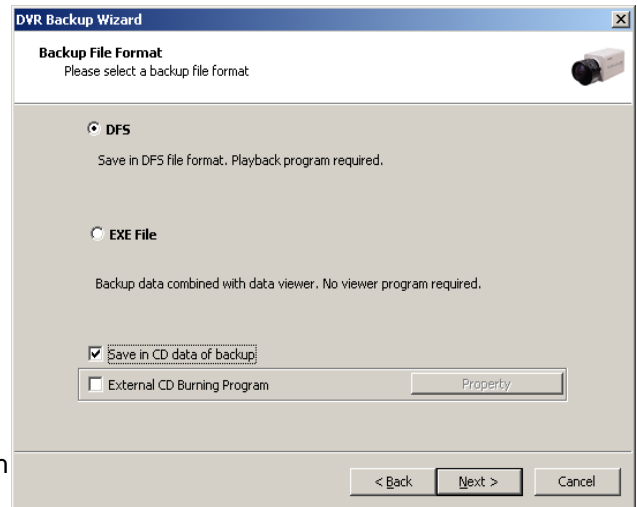 DVR Backup Wizard
Backup File Format
Please select a backup file format
DFS
Save in DFS file format. Playback program required.
EXE File
Backup data combined with data viewer. No viewer program required.
Save in CD data of backup
External CD Burning Program
Property
n
< Back
Next >
Cancel